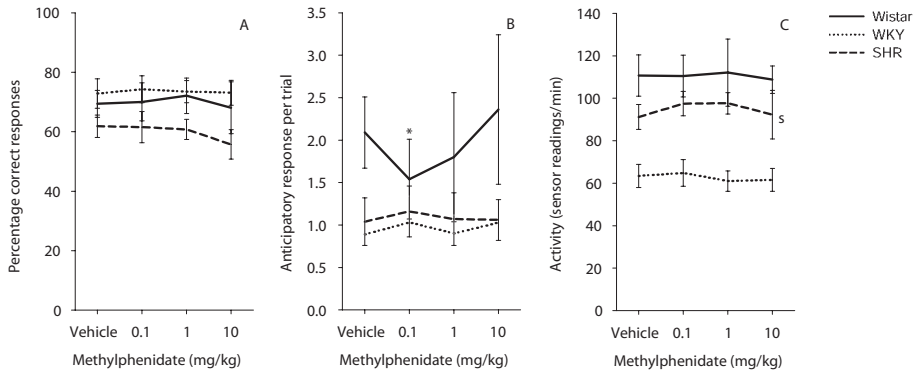 A
B
C
Wistar
WKY
SHR
Percentage correct responses
100
80
60
40
20
0
Vehicle 0.1 1 10
Methylphenidate (mg/kg)
Anticipatory response per trial
3.5
3.0
2.5
2.0
1.5
1.0
0.5
0.0
*
Vehicle 0.1 1 10
Methylphenidate (mg/kg)
Activity (sensor readings/min)
140
120
100
80
60
40
20
0
s
Vehicle 0.1 1 10
Methylphenidate (mg/kg)